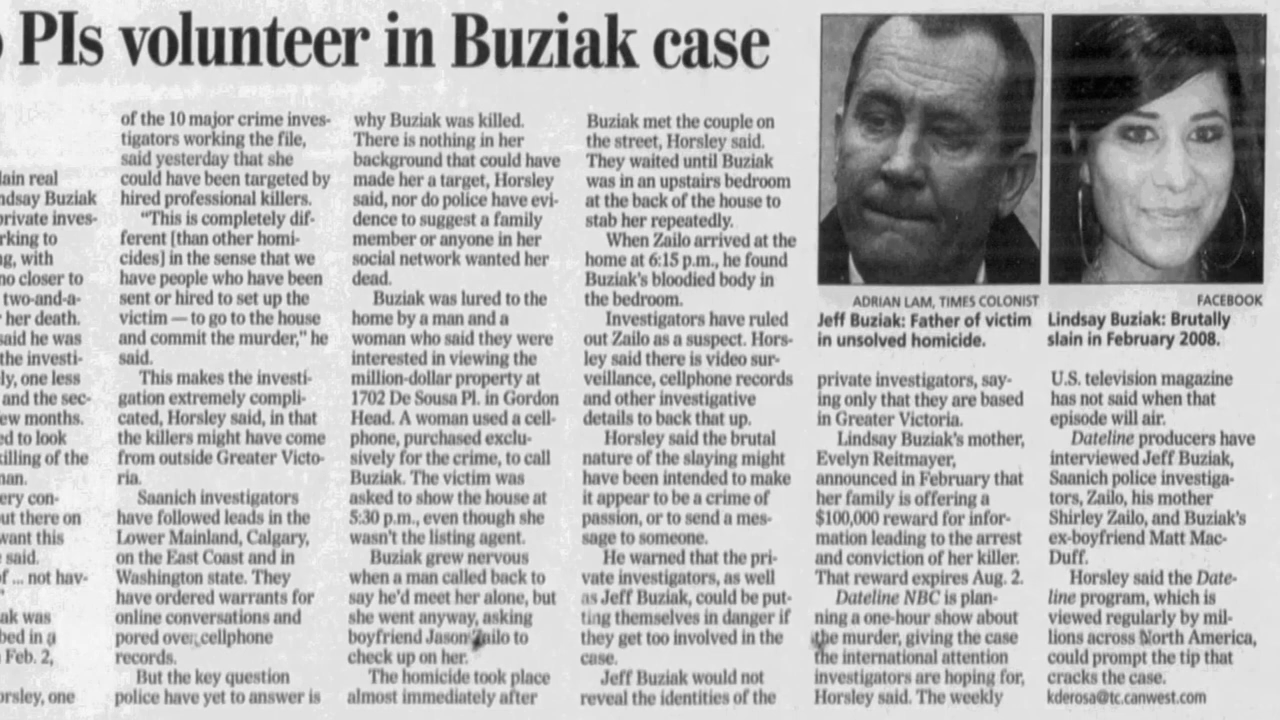 PIs volunteer in Buziak case
lain real
ndsay Buziak
private inves-
rking to
ng, with
no closer to
two-and-a-
her death.
said he was
the investi-
ly, one less
and the sec-
ew months.
ed to look
killing of the
man.
ery con-
ut there on
want this
said.
of ... not hav-
ak was
bed in a
Feb. 2,
orsley, one
of the 10 major crime inves-
tigators working the file,
said yesterday that she
could have been targeted by
hired professional killers.
“This is completely dif-
ferent [than other homi-
cides] in the sense that we
have people who have been
sent or hired to set up the
victim — to go to the house
and commit the murder,” he
said.
This makes the investi-
gation extremely compli-
cated, Horsley said, in that
the killers might have come
from outside Greater Victo-
ria.
Saanich investigators
have followed leads in the
Lower Mainland, Calgary,
on the East Coast and in
Washington state. They
have ordered warrants for
online conversations and
pored over cellphone
records.
But the key question
police have yet to answer is
why Buziak was killed.
There is nothing in her
background that could have
made her a target, Horsley
said, nor do police have evi-
dence to suggest a family
member or anyone in her
social network wanted her
dead.
Buziak was lured to the
home by a man and a
woman who said they were
interested in viewing the
million-dollar property at
1702 De Sousa Pl. in Gordon
Head. A woman used a cell-
phone, purchased exclu-
sively for the crime, to call
Buziak. The victim was
asked to show the house at
5:30 p.m., even though she
wasn’t the listing agent.
Buziak grew nervous
when a man called back to
say he’d meet her alone, but
she went anyway, asking
boyfriend Jason Zailo to
check up on her.
The homicide took place
almost immediately after
Buziak met the couple on
the street, Horsley said.
They waited until Buziak
was in an upstairs bedroom
at the back of the house to
stab her repeatedly.
When Zailo arrived at the
home at 6:15 p.m., he found
Buziak’s bloodied body in
the bedroom.
Investigators have ruled
out Zailo as a suspect. Hors-
ley said there is video sur-
veillance, cellphone records
and other investigative
details to back that up.
Horsley said the brutal
nature of the slaying might
have been intended to make
it appear to be a crime of
passion, or to send a mes-
sage to someone.
He warned that the pri-
vate investigators, as well
as Jeff Buziak, could be put-
ting themselves in danger if
they get too involved in the
case.
Jeff Buziak would not
reveal the identities of the
ADRIAN LAM, TIMES COLONIST
Jeff Buziak: Father of victim
in unsolved homicide.
FACEBOOK
Lindsay Buziak: Brutally
slain in February 2008.
private investigators, say-
ing only that they are based
in Greater Victoria.
Lindsay Buziak’s mother,
Evelyn Reitmayer,
announced in February that
her family is offering a
$100,000 reward for infor-
mation leading to the arrest
and conviction of her killer.
That reward expires Aug. 2.
Dateline NBC is plan-
ning a one-hour show about
the murder, giving the case
the international attention
investigators are hoping for,
Horsley said. The weekly
U.S. television magazine
has not said when that
episode will air.
Dateline producers have
interviewed Jeff Buziak,
Saanich police investiga-
tors, Zailo, his mother
Shirley Zailo, and Buziak’s
ex-boyfriend Matt Mac-
Duff.
Horsley said the Date-
line program, which is
viewed regularly by mil-
lions across North America,
could prompt the tip that
cracks the case.
kderosa@tc.canwest.com